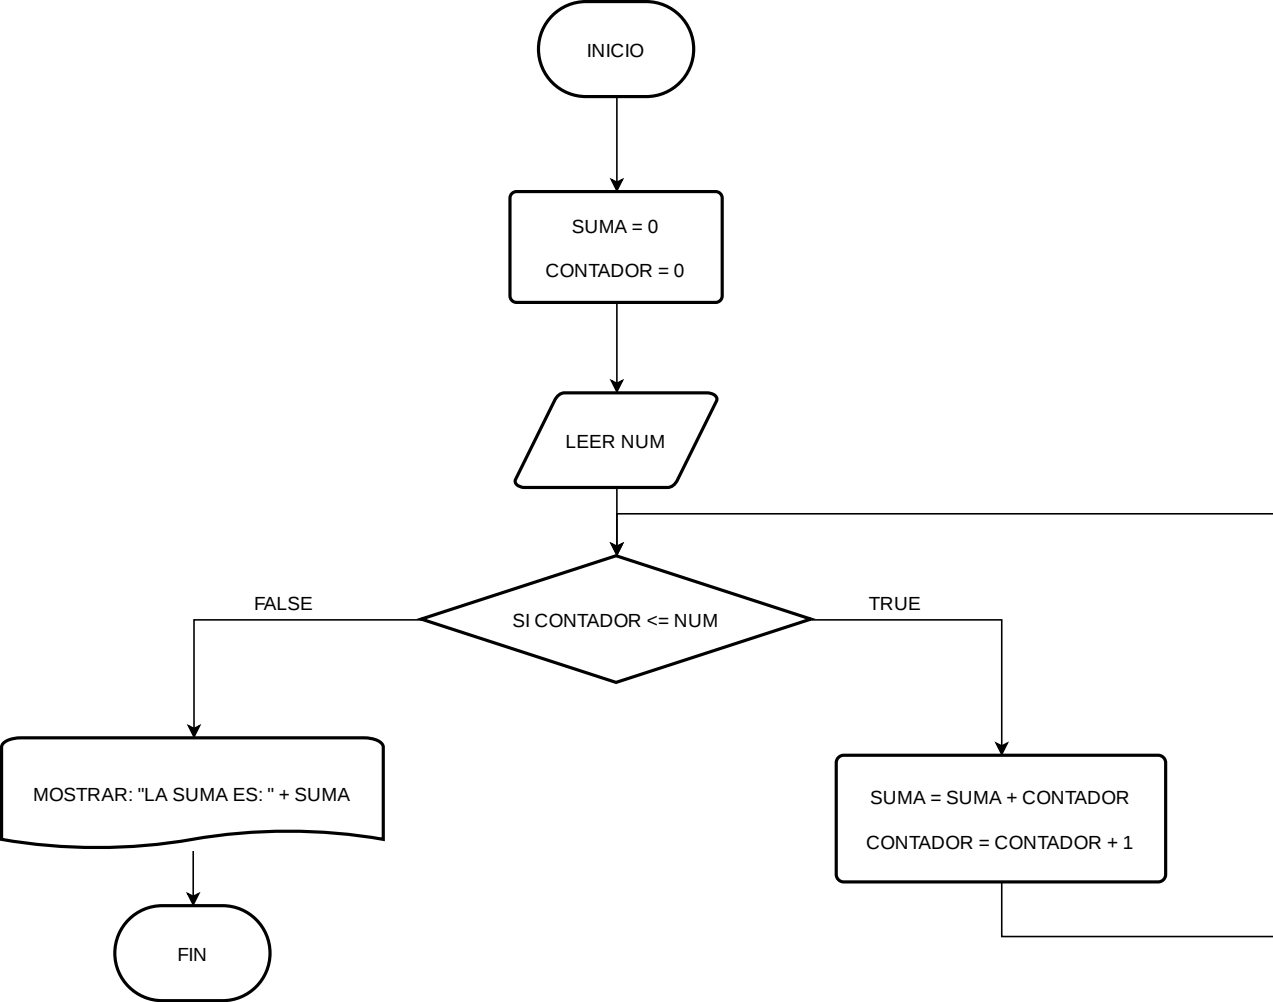 INICIO
SUMA = 0
CONTADOR = 0
LEER NUM
SI CONTADOR <= NUM
FALSE
TRUE
MOSTRAR: "LA SUMA ES: " + SUMA
SUMA = SUMA + CONTADOR
CONTADOR = CONTADOR + 1
FIN